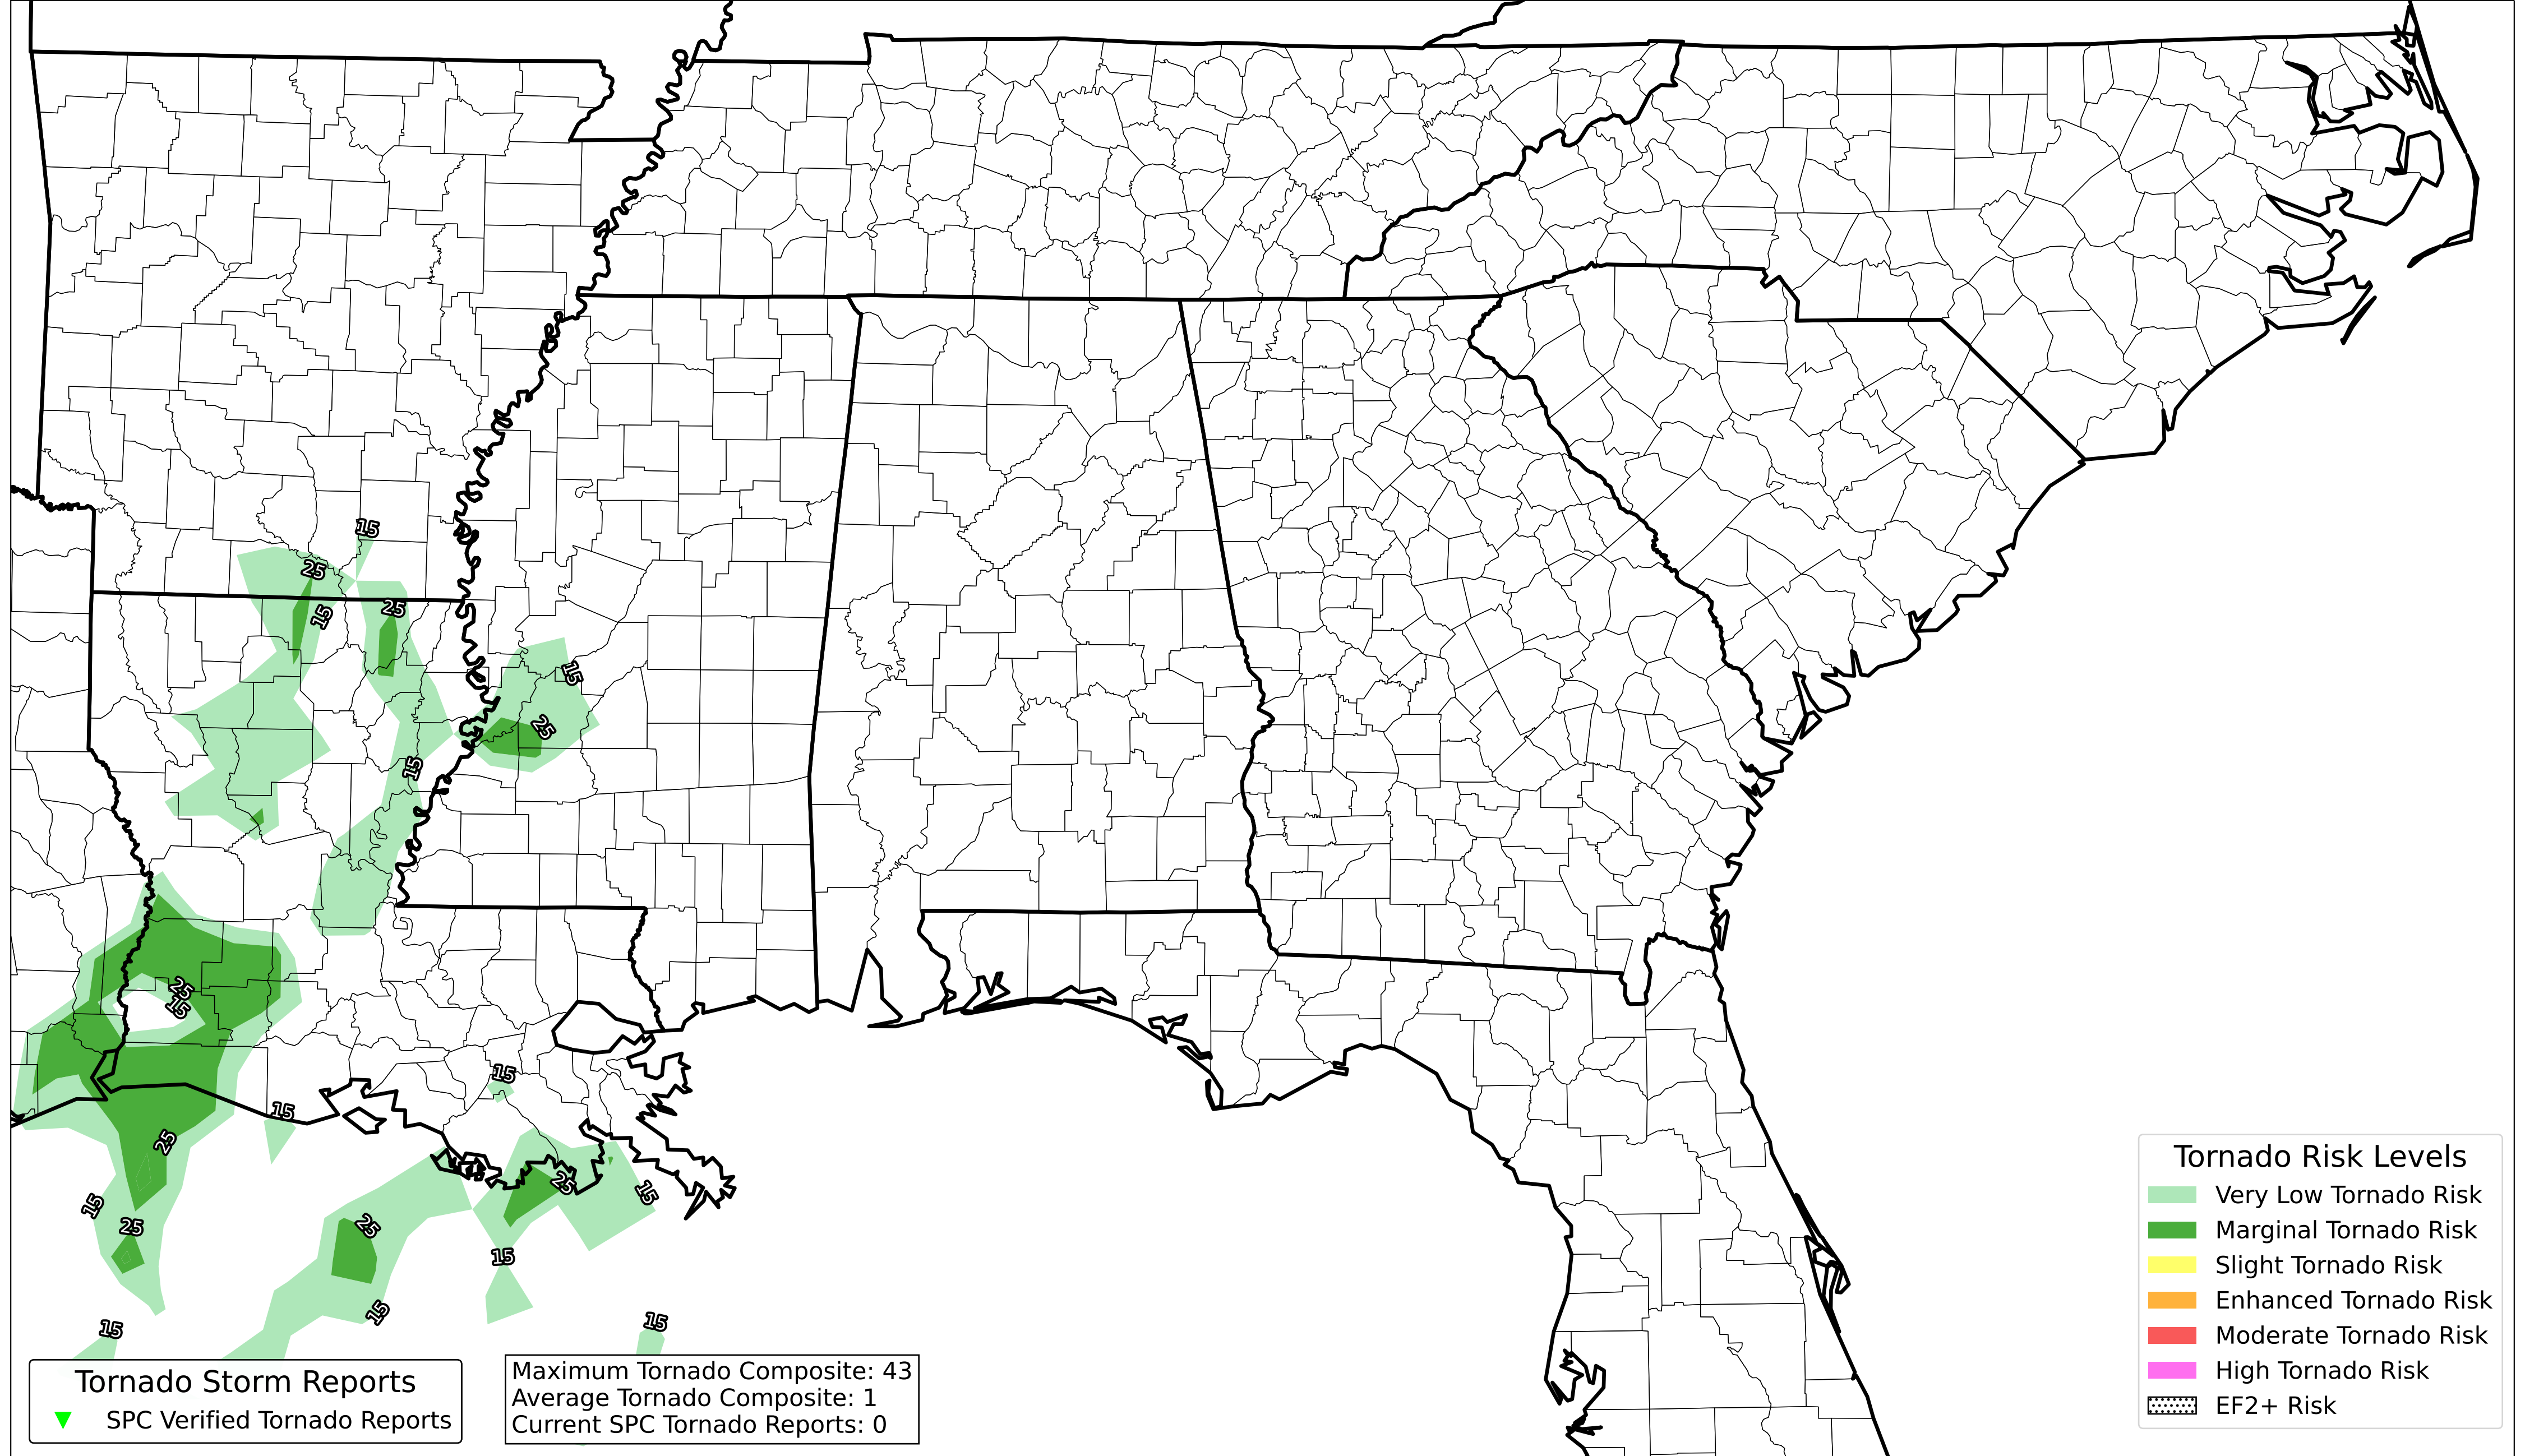 15
25
15
25
15
25
15
25
15
15
15
25
25
15
15
25
25
15
15
15
15
Tornado Risk Levels
Very Low Tornado Risk
Marginal Tornado Risk
Slight Tornado Risk
Enhanced Tornado Risk
Moderate Tornado Risk
High Tornado Risk
EF2+ Risk
Tornado Storm Reports
SPC Verified Tornado Reports
Maximum Tornado Composite: 43
Average Tornado Composite: 1
Current SPC Tornado Reports: 0